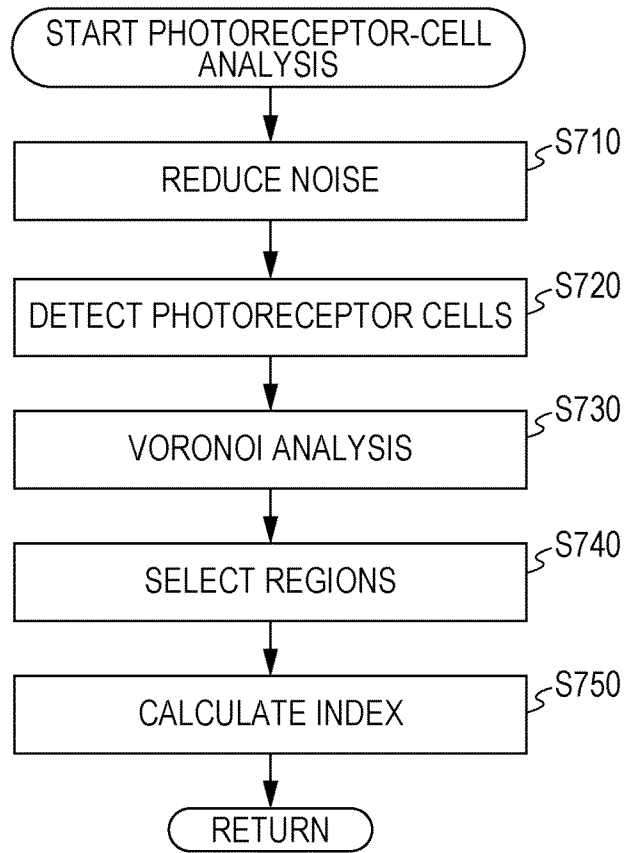 START PHOTORECEPTOR-CELL
ANALYSIS
S710
REDUCE NOISE
S720
DETECT PHOTORECEPTOR CELLS
S730
VORONOI ANALYSIS
S740
SELECT REGIONS
S750
CALCULATE INDEX
RETURN